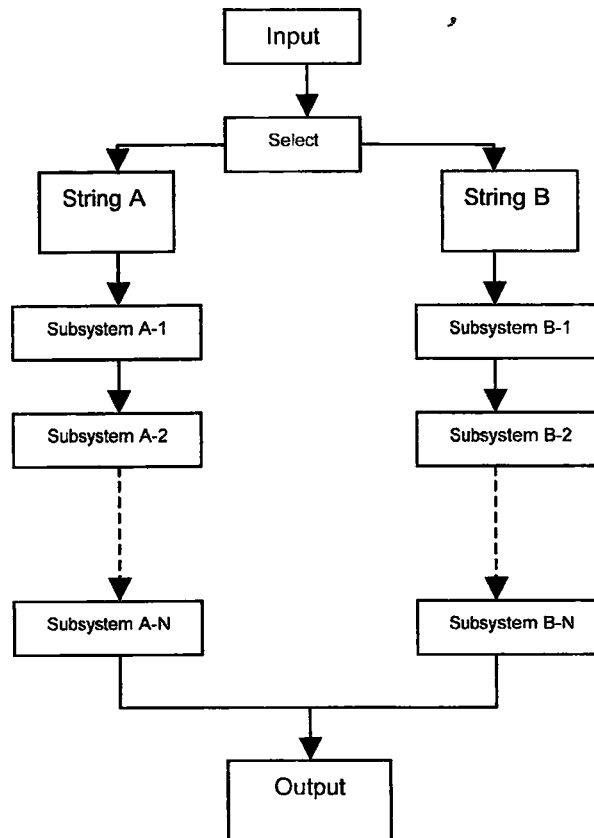 Input
Select
String A
String B
Subsystem A-1
Subsystem B-1
Subsystem A-2
Subsystem B-2
Subsystem A-N
Subsystem B-N
Output